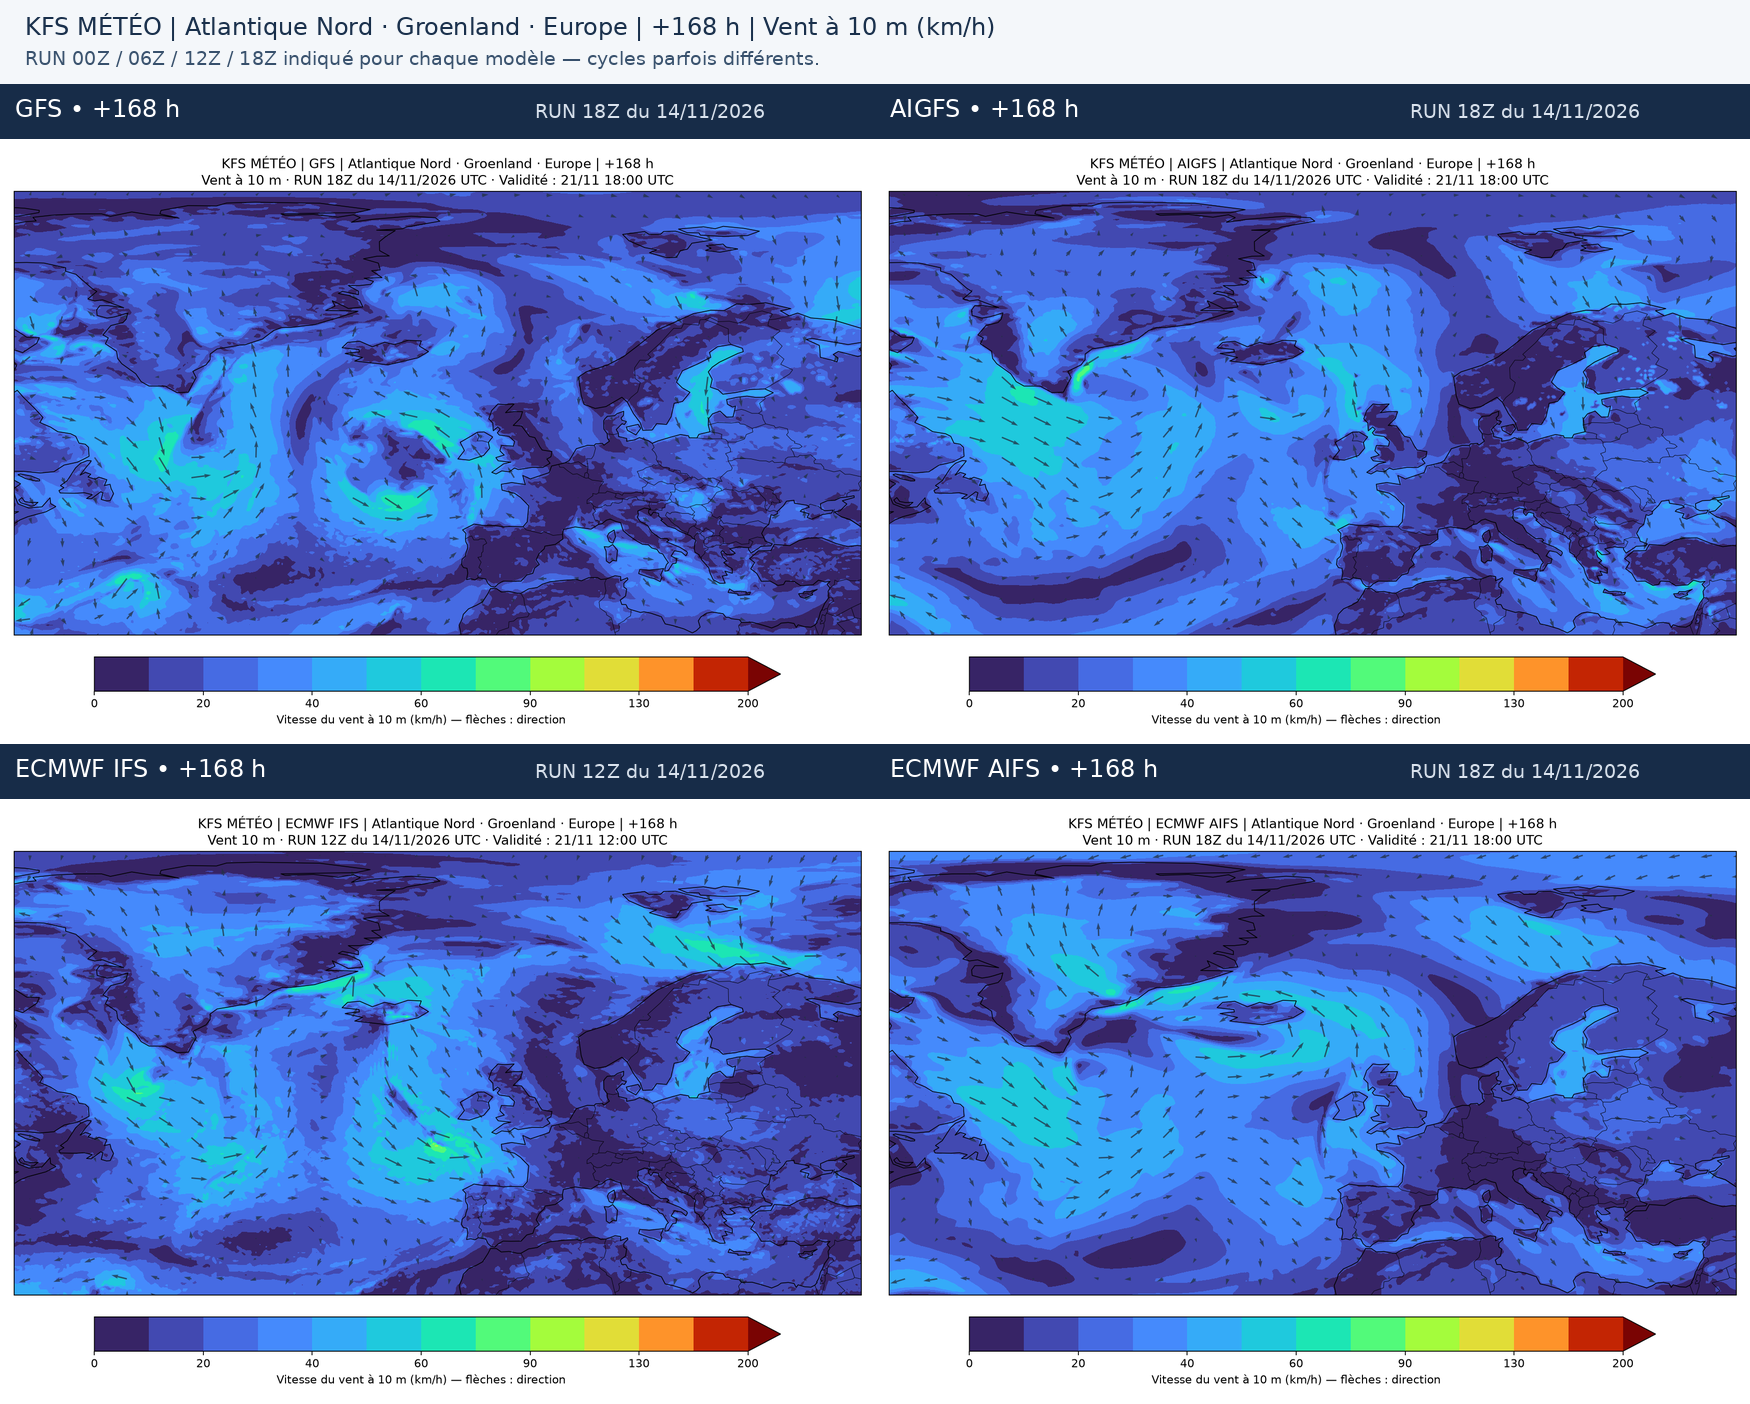 KFS MÉTÉO | Atlantique Nord · Groenland · Europe | +168 h | Vent à 10 m (km/h)
RUN 00Z / 06Z / 12Z / 18Z indiqué pour chaque modèle — cycles parfois différents.
GFS • +168 h
RUN 18Z du 14/11/2026
KFS MÉTÉO | GFS | Atlantique Nord · Groenland · Europe | +168 h
Vent à 10 m · RUN 18Z du 14/11/2026 UTC · Validité : 21/11 18:00 UTC
0 20 40 60 90 130 200
Vitesse du vent à 10 m (km/h) — flèches : direction
AIGFS • +168 h
RUN 18Z du 14/11/2026
KFS MÉTÉO | AIGFS | Atlantique Nord · Groenland · Europe | +168 h
Vent à 10 m · RUN 18Z du 14/11/2026 UTC · Validité : 21/11 18:00 UTC
0 20 40 60 90 130 200
Vitesse du vent à 10 m (km/h) — flèches : direction
ECMWF IFS • +168 h
RUN 12Z du 14/11/2026
KFS MÉTÉO | ECMWF IFS | Atlantique Nord · Groenland · Europe | +168 h
Vent à 10 m · RUN 12Z du 14/11/2026 UTC · Validité : 21/11 12:00 UTC
0 20 40 60 90 130 200
Vitesse du vent à 10 m (km/h) — flèches : direction
ECMWF AIFS • +168 h
RUN 18Z du 14/11/2026
KFS MÉTÉO | ECMWF AIFS | Atlantique Nord · Groenland · Europe | +168 h
Vent à 10 m · RUN 18Z du 14/11/2026 UTC · Validité : 21/11 18:00 UTC
0 20 40 60 90 130 200
Vitesse du vent à 10 m (km/h) — flèches : direction